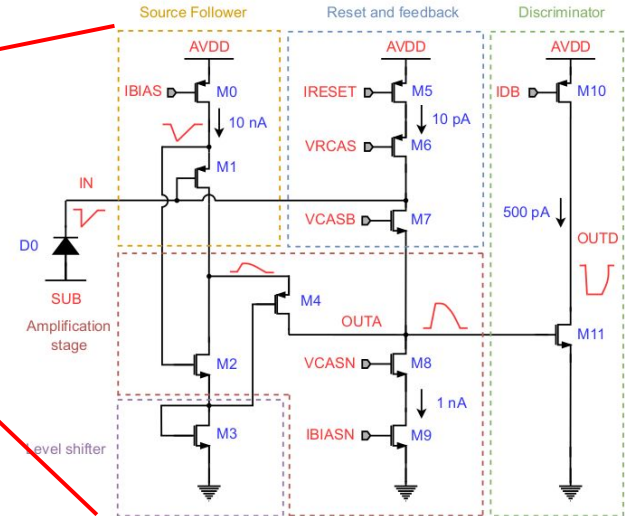 Source Follower
Reset and feedback
Discriminator
AVDD
AVDD
AVDD
IBIAS
M0
IRESET
M5
IDB
M10
10 nA
10 pA
VRCAS
M6
M1
IN
VCASB
M7
500 pA
D0
OUTD
SUB
M4
Amplification
stage
OUTA
M11
M2
VCASN
M8
1 nA
M3
IBIASN
M9
Level shifter